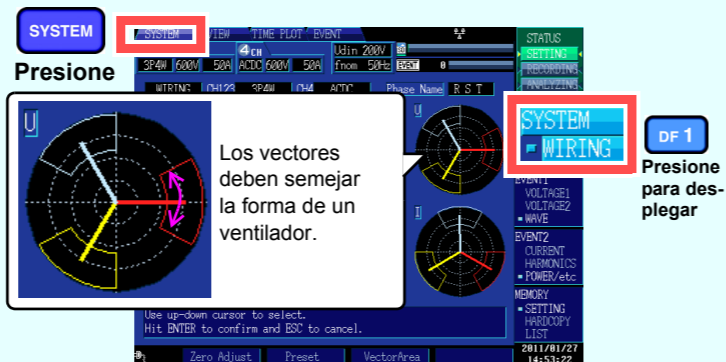 SYSTEM
Presione
SYSTEM VIEW TIME PLOT EVENT
4CH
Udin 200V
3P4W 600V 50A ACDC 600V 50A fnom 50Hz EVENT 0
WIRING CH123 3P4W CH4 ACDC Phase Name R S T
STATUS
SETTING
RECORDING
ANALYZING
U
Los vectores
deben semejar
la forma de un
ventilador.
U
I
SYSTEM
WIRING
DF 1
Presione
para des-
plegar
EVENT1
VOLTAGE1
VOLTAGE2
WAVE
EVENT2
CURRENT
HARMONICS
POWER/etc
MEMORY
SETTING
HARDCOPY
LIST
Use up-down cursor to select.
Hit ENTER to confirm and ESC to cancel.
Zero Adjust Preset VectorArea
2011/01/27
14:53:22